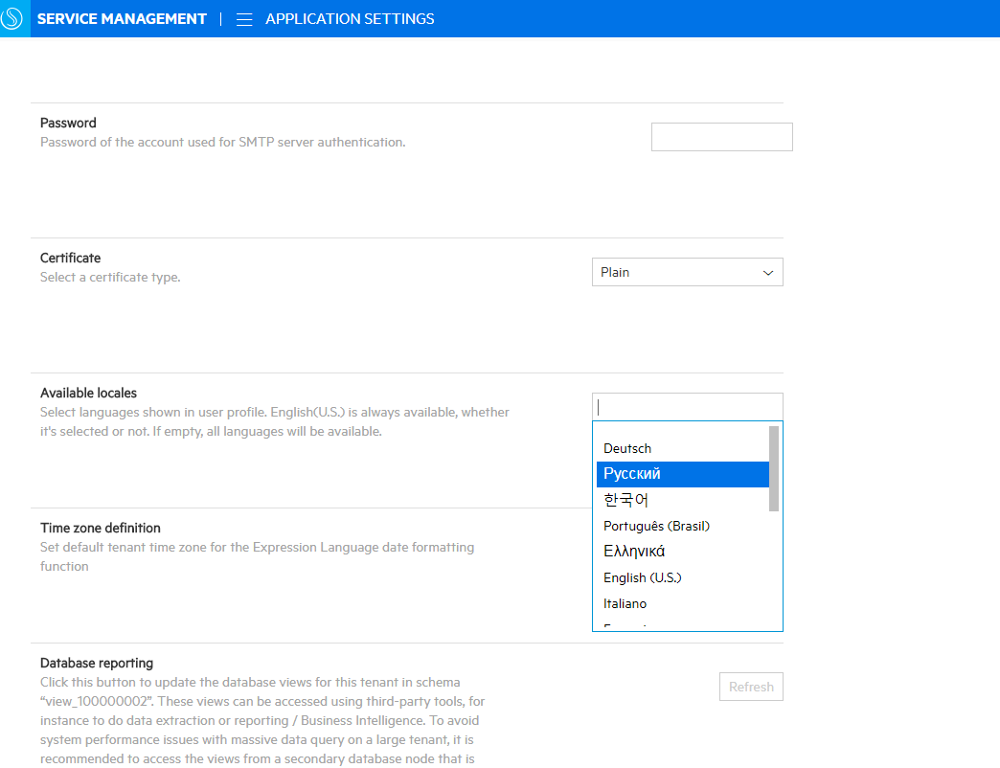 SERVICE MANAGEMENT | APPLICATION SETTINGS
Password
Password of the account used for SMTP server authentication.
Certificate
Select a certificate type.
Plain
Available locales
Select languages shown in user profile. English(U.S.) is always available, whether
it's selected or not. If empty, all languages will be available.
Deutsch
Русский
한국어
Português (Brasil)
Ελληνικά
English (U.S.)
Italiano
Time zone definition
Set default tenant time zone for the Expression Language date formatting
function
Database reporting
Click this button to update the database views for this tenant in schema
“view_100000002”. These views can be accessed using third-party tools, for
instance to do data extraction or reporting / Business Intelligence. To avoid
system performance issues with massive data query on a large tenant, it is
recommended to access the views from a secondary database node that is
Refresh